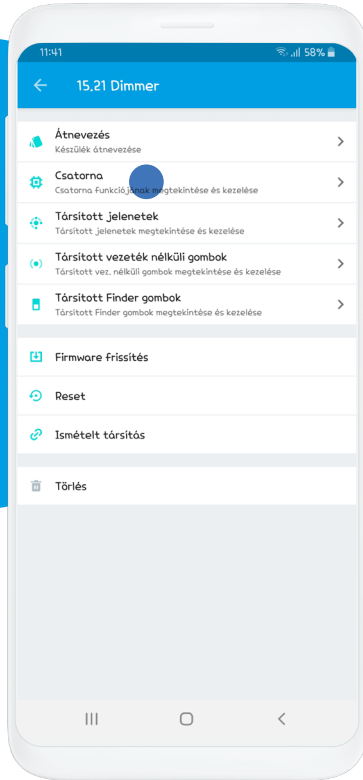 11:41 58%
15.21 Dimmer
Átnevezés
Készülék átnevezése
Csatorna
Csatorna funkciójának megtekintése és kezelése
Társított jelenetek
Társított jelenetek megtekintése és kezelése
Társított vezeték nélküli gombok
Társított vez. nélküli gombok megtekintése és kezelése
Társított Finder gombok
Társított Finder gombok megtekintése és kezelése
Firmware frissítés
Reset
Ismételt társítás
Törlés